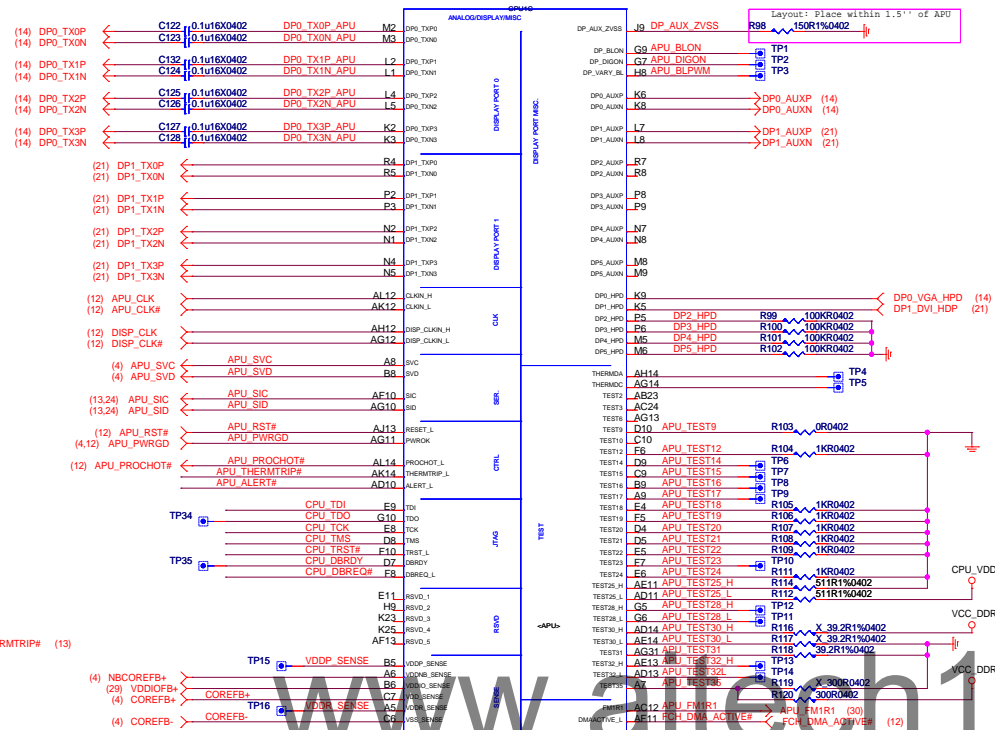 CPU1C
ANALOG/DISPLAY/MISC
Layout: Place within 1.5'' of APU
(14) DP0_TX0P C122 0.1u16X0402 DP0_TX0P_APU M2 DP0_TXP0
(14) DP0_TX0N C123 0.1u16X0402 DP0_TX0N_APU M3 DP0_TXN0
(14) DP0_TX1P C132 0.1u16X0402 DP0_TX1P_APU L2 DP0_TXP1
(14) DP0_TX1N C124 0.1u16X0402 DP0_TX1N_APU L1 DP0_TXN1
(14) DP0_TX2P C125 0.1u16X0402 DP0_TX2P_APU L4 DP0_TXP2
(14) DP0_TX2N C126 0.1u16X0402 DP0_TX2N_APU L5 DP0_TXN2
(14) DP0_TX3P C127 0.1u16X0402 DP0_TX3P_APU K2 DP0_TXP3
(14) DP0_TX3N C128 0.1u16X0402 DP0_TX3N_APU K3 DP0_TXN3
(21) DP1_TX0P R4 DP1_TXP0
(21) DP1_TX0N R5 DP1_TXN0
(21) DP1_TX1P P2 DP1_TXP1
(21) DP1_TX1N P3 DP1_TXN1
(21) DP1_TX2P N2 DP1_TXP2
(21) DP1_TX2N N1 DP1_TXN2
(21) DP1_TX3P N4 DP1_TXP3
(21) DP1_TX3N N5 DP1_TXN3
(12) APU_CLK AL12 CLKIN_H
(12) APU_CLK# AK12 CLKIN_L
(12) DISP_CLK AH12 DISP_CLKIN_H
(12) DISP_CLK# AG12 DISP_CLKIN_L
(4) APU_SVC APU_SVC A8 SVC
(4) APU_SVD APU_SVD B8 SVD
(13,24) APU_SIC APU_SIC AF10 SIC
(13,24) APU_SID APU_SID AG10 SID
(12) APU_RST# APU_RST# AJ13 RESET_L
(4,12) APU_PWRGD APU_PWRGD AG11 PWROK
(12) APU_PROCHOT# APU_PROCHOT# AL14 PROCHOT_L
APU_THERMTRIP# AK14 THERMTRIP_L
APU_ALERT# AD10 ALERT_L
CPU_TDI E9 TDI
TP34 CPU_TDO G10 TDO
CPU_TCK E8 TCK
CPU_TMS D8 TMS
CPU_TRST# F10 TRST_L
TP35 CPU_DBRDY D7 DBRDY
CPU_DBREQ# F8 DBREQ_L
E11 RSVD_1
H9 RSVD_2
K23 RSVD_3
K25 RSVD_4
AF13 RSVD_5
RMTRIP# (13)
TP15 VDDP_SENSE B5 VDDP_SENSE
(4) NBCOREFB+ A6 VDDNB_SENSE
(29) VDDIOFB+ B6 VDDIO_SENSE
(4) COREFB+ COREFB+ C7 VDD_SENSE
TP16 VDDR_SENSE A5 VDDR_SENSE
(4) COREFB- COREFB- C6 VSS_SENSE
DISPLAY PORT 0
DISPLAY PORT 1
CLK
SER.
CTRL
JTAG
RSVD
SENSE
DISPLAY PORT MISC.
TEST
<APU>
DP_AUX_ZVSS J9 DP_AUX_ZVSS R98 150R1%0402
DP_BLON G9 APU_BLON TP1
DP_DIGON G7 APU_DIGON TP2
DP_VARY_BL H8 APU_BLPWM TP3
DP0_AUXP K6 DP0_AUXP (14)
DP0_AUXN K8 DP0_AUXN (14)
DP1_AUXP L7 DP1_AUXP (21)
DP1_AUXN L8 DP1_AUXN (21)
DP2_AUXP R7
DP2_AUXN R8
DP3_AUXP P8
DP3_AUXN P9
DP4_AUXP N7
DP4_AUXN N8
DP5_AUXP M8
DP5_AUXN M9
DP0_HPD K9 DP0_VGA_HPD (14)
DP1_HPD K5 DP1_DVI_HDP (21)
DP2_HPD P5 DP2_HPD R99 100KR0402
DP3_HPD P6 DP3_HPD R100 100KR0402
DP4_HPD M5 DP4_HPD R101 100KR0402
DP5_HPD M6 DP5_HPD R102 100KR0402
THERMDA AH14 TP4
THERMDC AG14 TP5
TEST2 AB23
TEST3 AC24
TEST6 AG13
TEST9 D10 APU_TEST9 R103 0R0402
TEST10 C10
TEST12 F6 APU_TEST12 R104 1KR0402
TEST14 D9 APU_TEST14 TP6
TEST15 C9 APU_TEST15 TP7
TEST16 B9 APU_TEST16 TP8
TEST17 A9 APU_TEST17 TP9
TEST18 E4 APU_TEST18 R105 1KR0402
TEST19 F5 APU_TEST19 R106 1KR0402
TEST20 D4 APU_TEST20 R107 1KR0402
TEST21 D5 APU_TEST21 R108 1KR0402
TEST22 E5 APU_TEST22 R109 1KR0402
TEST23 F7 APU_TEST23 TP10
TEST24 E6 APU_TEST24 R111 1KR0402
TEST25_H AE11 APU_TEST25_H R114 511R1%0402
TEST25_L AD11 APU_TEST25_L R112 511R1%0402
CPU_VDD
TEST28_H G5 APU_TEST28_H TP12
TEST28_L G6 APU_TEST28_L TP11
TEST30_H AD14 APU_TEST30_H R116 X_39.2R1%0402
VCC_DDR
TEST30_L AE14 APU_TEST30_L R117 X_39.2R1%0402
TEST31 AG31 APU_TEST31 R118 39.2R1%0402
TEST32_H AE13 APU_TEST32_H TP13
TEST32_L AD13 APU_TEST32L TP14
VCC_DDR
TEST35 A7 APU_TEST35 R119 X_300R0402
R120 300R0402
FM1R1 AC12 APU_FM1R1 APU_FM1R1 (30)
DMAACTIVE_L AF11 FCH_DMA_ACTIVE# FCH_DMA_ACTIVE# (12)